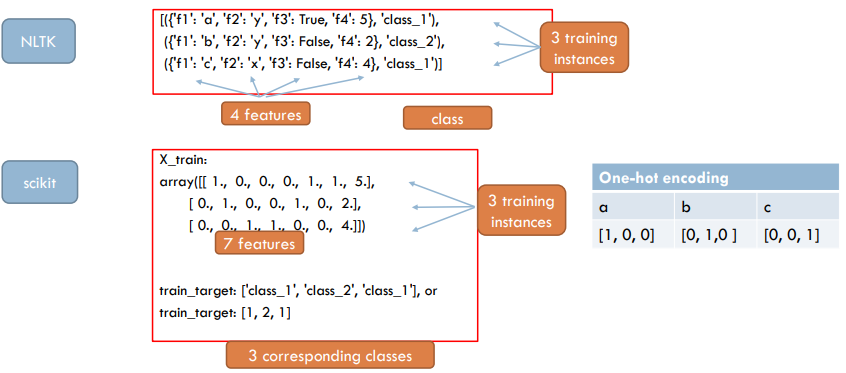 NLTK
[({'f1': 'a', 'f2': 'y', 'f3': True, 'f4': 5}, 'class_1'),
({'f1': 'b', 'f2': 'y', 'f3': False, 'f4': 2}, 'class_2'),
({'f1': 'c', 'f2': 'x', 'f3': False, 'f4': 4}, 'class_1')]
3 training
instances
4 features
class
scikit
X_train:
array([[ 1., 0., 0., 0., 1., 1., 5.],
[ 0., 1., 0., 0., 1., 0., 2.],
[ 0., 0., 1., 1., 0., 0., 4.]])
3 training
instances
7 features
train_target: ['class_1', 'class_2', 'class_1'], or
train_target: [1, 2, 1]
3 corresponding classes
One-hot encoding
a b c
[1, 0, 0] [0, 1,0 ] [0, 0, 1]